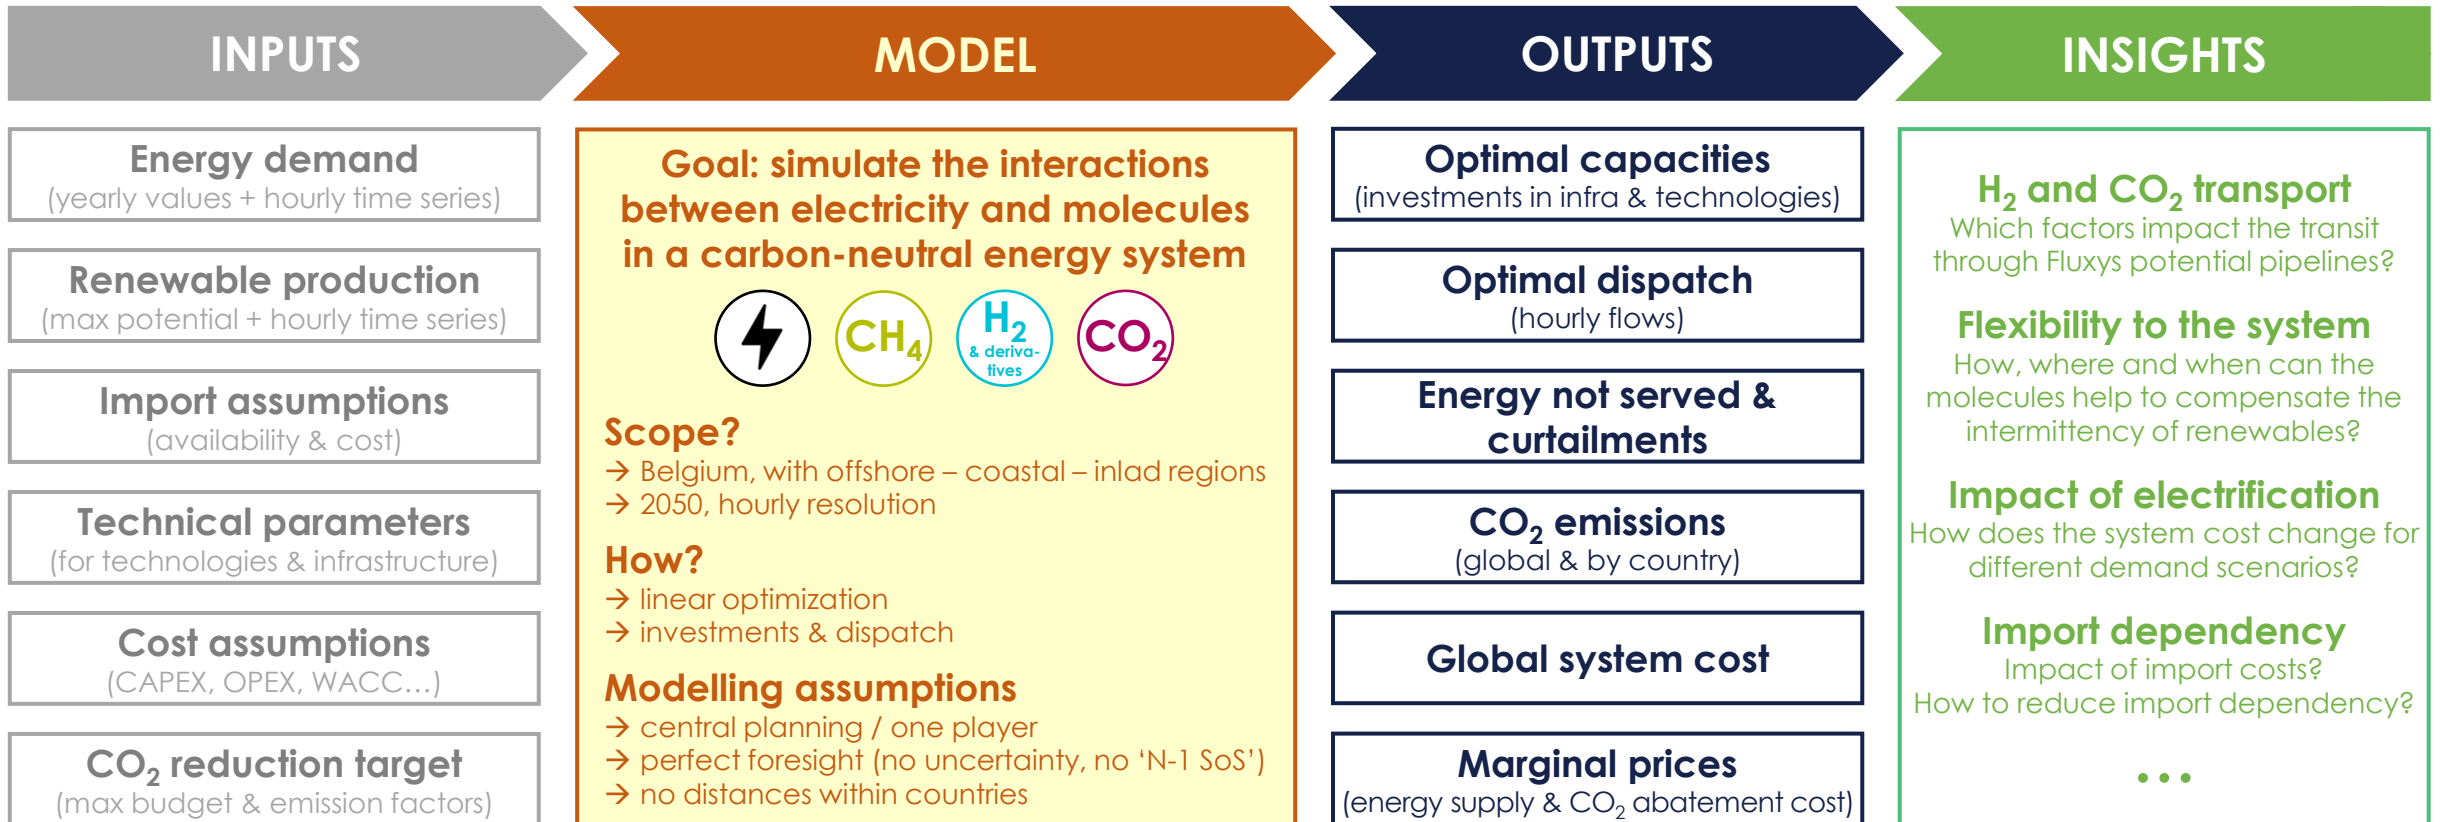 INPUTS
MODEL
OUTPUTS
INSIGHTS
Energy demand
(yearly values + hourly time series)
Renewable production
(max potential + hourly time series)
Import assumptions
(availability & cost)
Technical parameters
(for technologies & infrastructure)
Cost assumptions
(CAPEX, OPEX, WACC...)
CO₂ reduction target
(max budget & emission factors)
Goal: simulate the interactions
between electricity and molecules
in a carbon-neutral energy system
CH₄
H₂
& deriva-
tives
CO₂
Scope?
→ Belgium, with offshore – coastal – inlad regions
→ 2050, hourly resolution
How?
→ linear optimization
→ investments & dispatch
Modelling assumptions
→ central planning / one player
→ perfect foresight (no uncertainty, no ‘N-1 SoS’)
→ no distances within countries
Optimal capacities
(investments in infra & technologies)
Optimal dispatch
(hourly flows)
Energy not served &
curtailments
CO₂ emissions
(global & by country)
Global system cost
Marginal prices
(energy supply & CO₂ abatement cost)
H₂ and CO₂ transport
Which factors impact the transit
through Fluxys potential pipelines?
Flexibility to the system
How, where and when can the
molecules help to compensate the
intermittency of renewables?
Impact of electrification
How does the system cost change for
different demand scenarios?
Import dependency
Impact of import costs?
How to reduce import dependency?
...